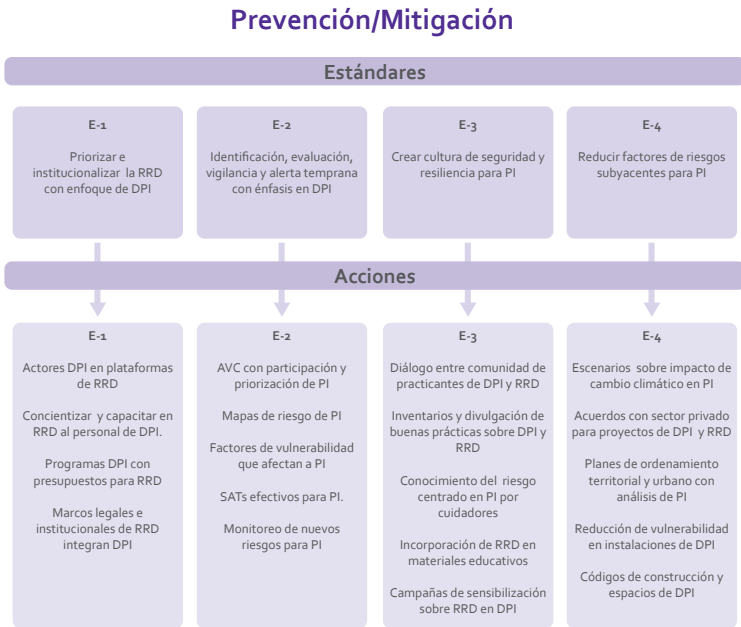 Prevención/Mitigación
Estándares
E-1
Priorizar e
institucionalizar la RRD
con enfoque de DPI
E-2
Identificación, evaluación,
vigilancia y alerta temprana
con énfasis en DPI
E-3
Crear cultura de seguridad y
resiliencia para PI
E-4
Reducir factores de riesgos
subyacentes para PI
Acciones
E-1
Actores DPI en plataformas
de RRD
Concientizar y capacitar en
RRD al personal de DPI.
Programas DPI con
presupuestos para RRD
Marcos legales e
institucionales de RRD
integran DPI
E-2
AVC con participación y
priorización de PI
Mapas de riesgo de PI
Factores de vulnerabilidad
que afectan a PI
SATs efectivos para PI.
Monitoreo de nuevos
riesgos para PI
E-3
Diálogo entre comunidad de
practicantes de DPI y RRD
Inventarios y divulgación de
buenas prácticas sobre DPI y
RRD
Conocimiento del riesgo
centrado en PI por
cuidadores
Incorporación de RRD en
materiales educativos
Campañas de sensibilización
sobre RRD en DPI
E-4
Escenarios sobre impacto de
cambio climático en PI
Acuerdos con sector privado
para proyectos de DPI y RRD
Planes de ordenamiento
territorial y urbano con
análisis de PI
Reducción de vulnerabilidad
en instalaciones de DPI
Códigos de construcción y
espacios de DPI